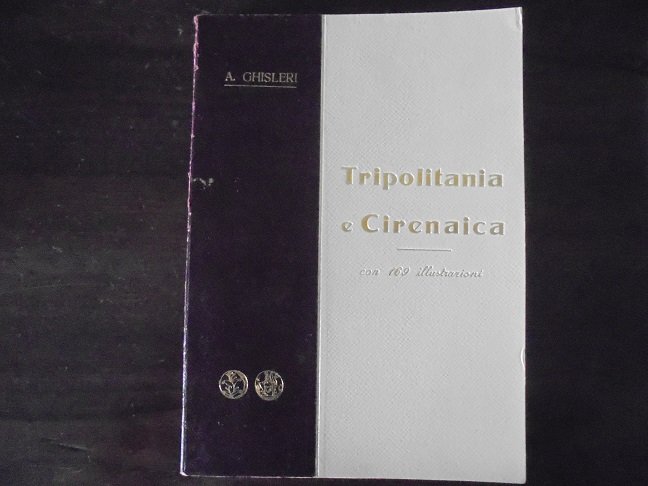 A. GHISLERI
Tripolitania
e Cirenaica
con 169 illustrazioni